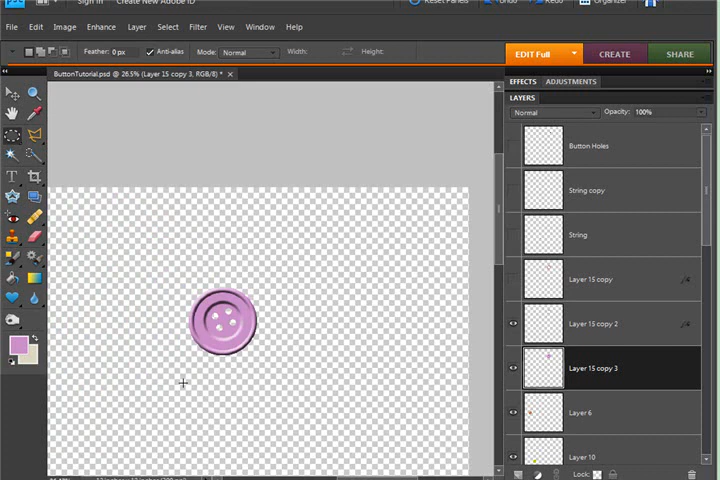 Sign In Create New Adobe ID Reset Panels Undo Redo Organizer
File Edit Image Enhance Layer Select Filter View Window Help
Feather: 0 px Anti-alias Mode: Normal Width: Height:
EDIT Full CREATE SHARE
ButtonTutorial.psd @ 26.5% (Layer 15 copy 3, RGB/8) *
EFFECTS ADJUSTMENTS
LAYERS
Normal Opacity: 100%
Button Holes
String copy
String
Layer 15 copy
Layer 15 copy 2
Layer 15 copy 3
Layer 6
Layer 10
Lock: